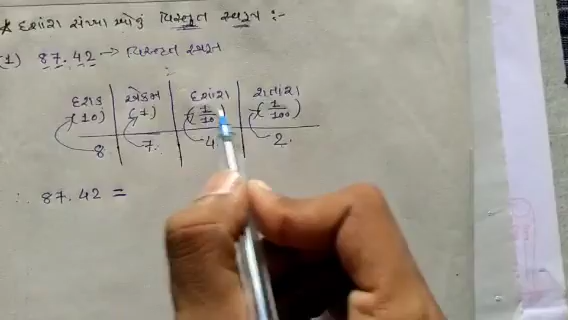 * દશાંશ સંખ્યાઓનું વિસ્તૃત સ્વરૂપ :-
(1) 87.42 → વિસ્તૃત સ્વરૂપ
દશક એકમ દશાંશ શતાંશ
(10) (1) (1/10) (1/100)
8 7 4 2
∴ 87.42 =